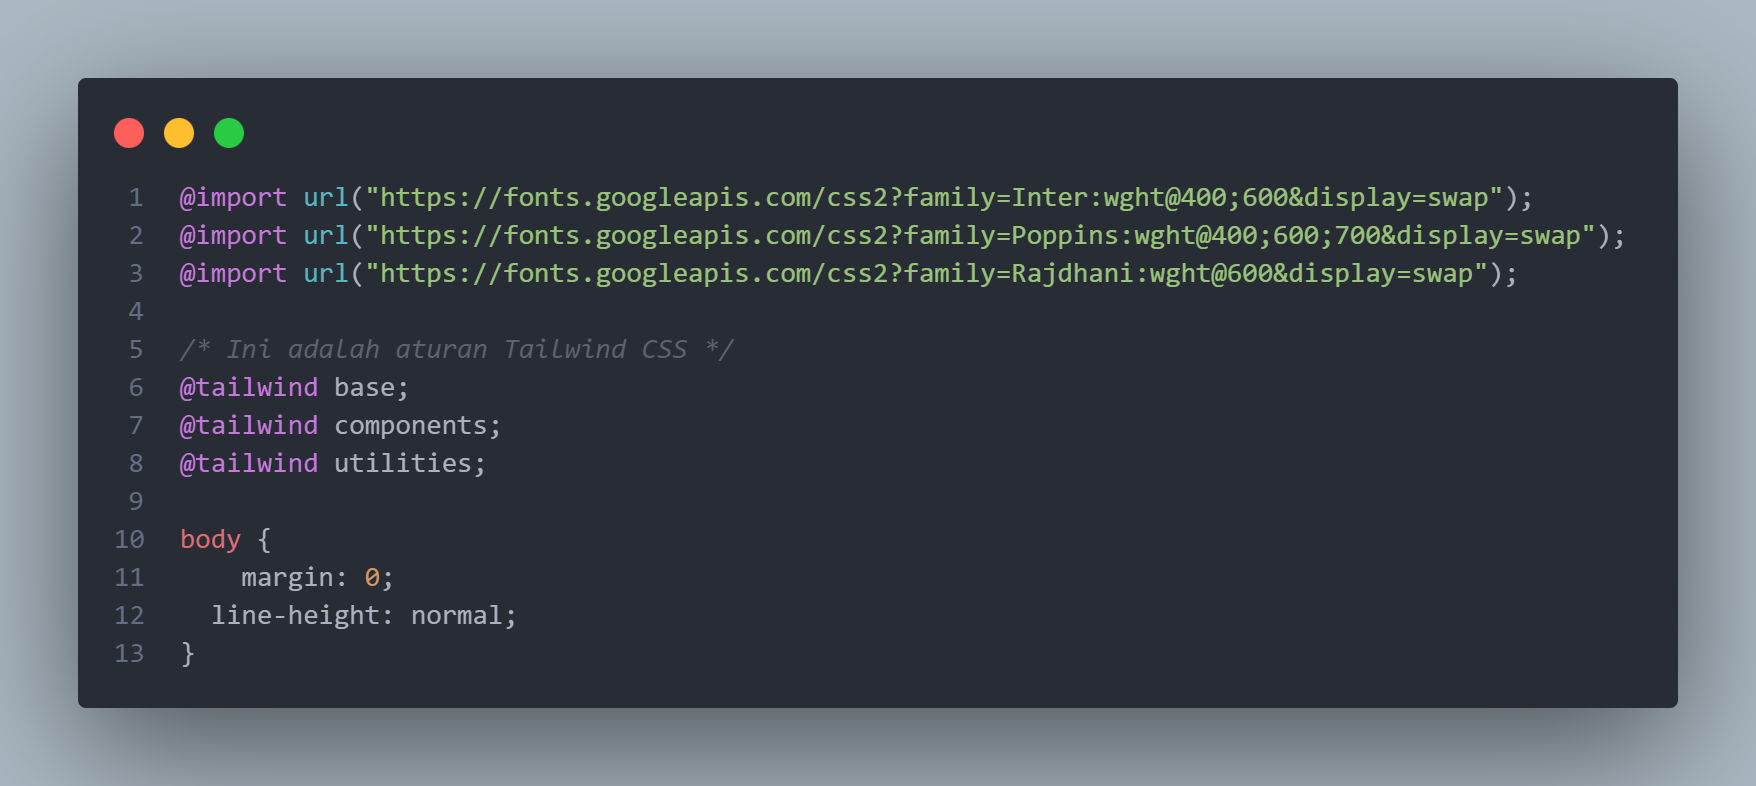 1 @import url("https://fonts.googleapis.com/css2?family=Inter:wght@400;600&display=swap");
2 @import url("https://fonts.googleapis.com/css2?family=Poppins:wght@400;600;700&display=swap");
3 @import url("https://fonts.googleapis.com/css2?family=Rajdhani:wght@600&display=swap");
4
5 /* Ini adalah aturan Tailwind CSS */
6 @tailwind base;
7 @tailwind components;
8 @tailwind utilities;
9
10 body {
11     margin: 0;
12   line-height: normal;
13 }